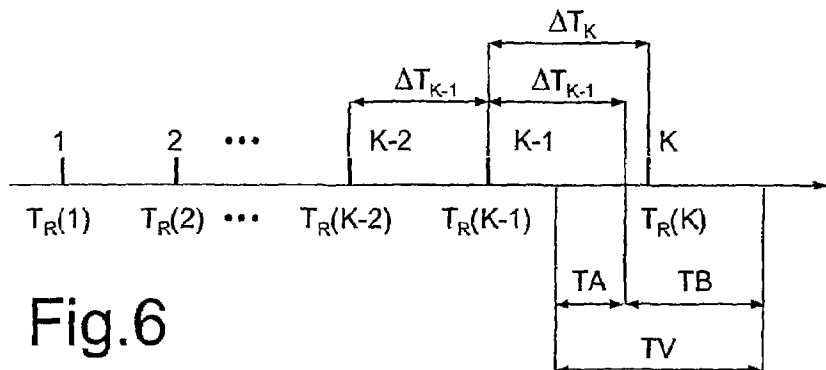 ΔT_K
ΔT_K-1 ΔT_K-1
1 2 ••• K-2 K-1 K
T_R(1) T_R(2) ••• T_R(K-2) T_R(K-1) T_R(K)
TA TB
TV
Fig.6